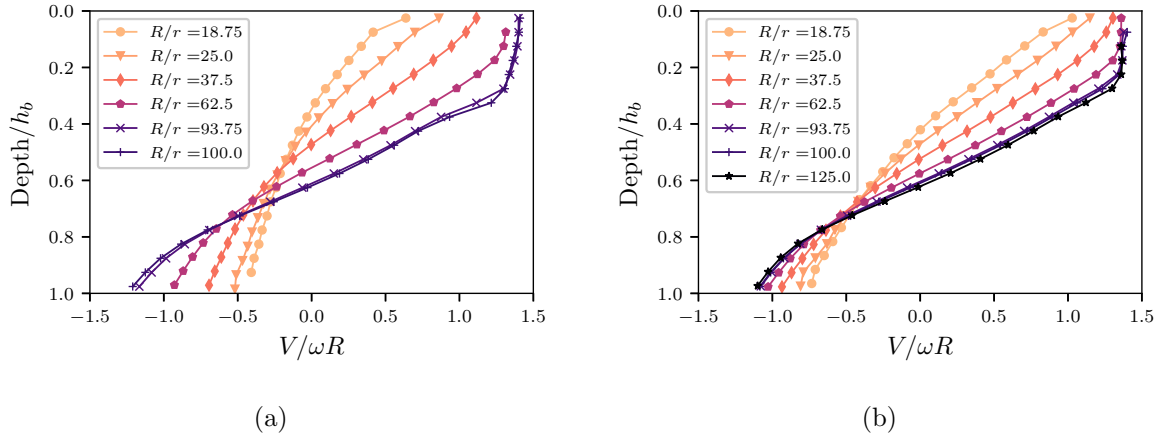 Depth/h_b
0.0
0.2
0.4
0.6
0.8
1.0
R/r =18.75
R/r =25.0
R/r =37.5
R/r =62.5
R/r =93.75
R/r =100.0
−1.5 −1.0 −0.5 0.0 0.5 1.0 1.5
V/ωR
(a)
Depth/h_b
0.0
0.2
0.4
0.6
0.8
1.0
R/r =18.75
R/r =25.0
R/r =37.5
R/r =62.5
R/r =93.75
R/r =100.0
R/r =125.0
−1.5 −1.0 −0.5 0.0 0.5 1.0 1.5
V/ωR
(b)